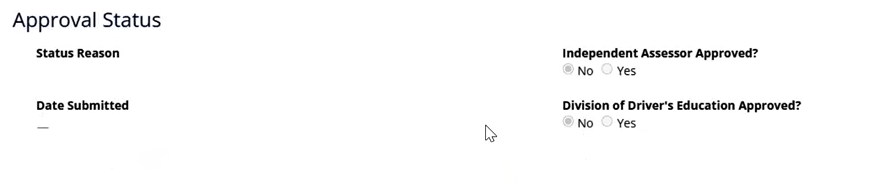 Approval Status
Status Reason
Independent Assessor Approved?
No Yes
Date Submitted
Division of Driver's Education Approved?
—
No Yes